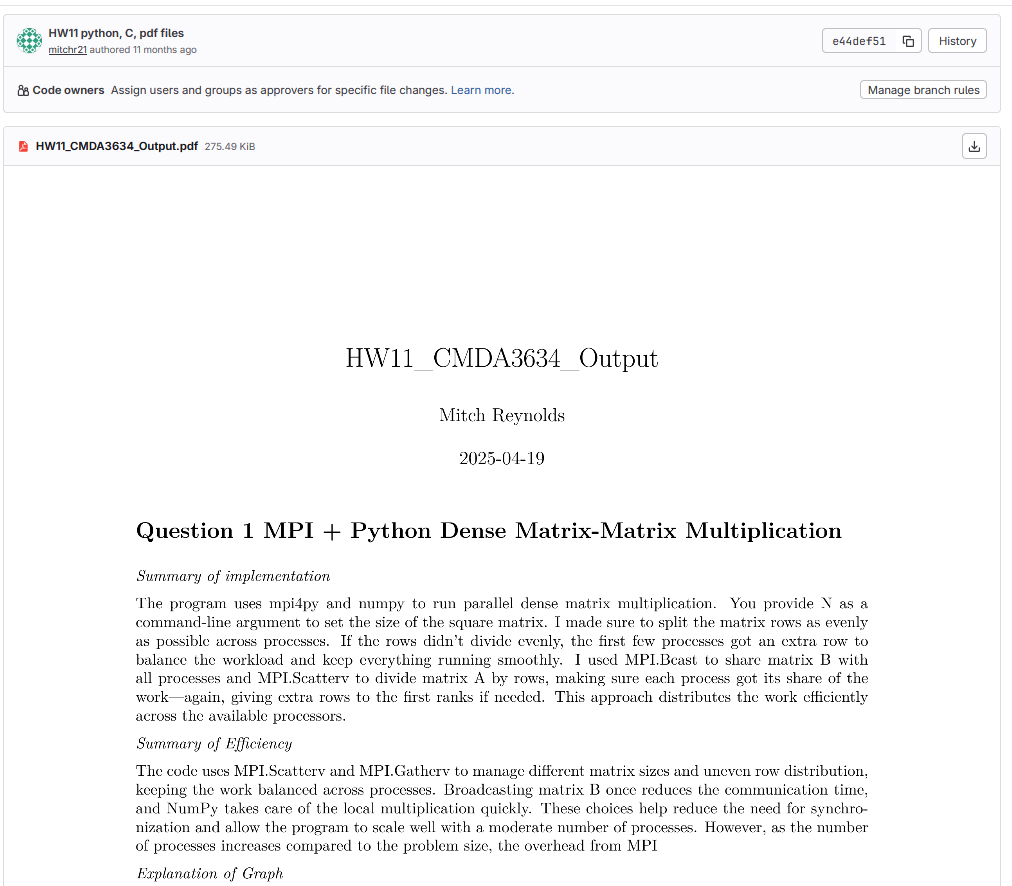 HW11 python, C, pdf files
mitchr21 authored 11 months ago
e44def51
History
Code owners Assign users and groups as approvers for specific file changes. Learn more.
Manage branch rules
HW11_CMDA3634_Output.pdf 275.49 KiB
HW11_CMDA3634_Output
Mitch Reynolds
2025-04-19
Question 1 MPI + Python Dense Matrix-Matrix Multiplication
Summary of implementation
The program uses mpi4py and numpy to run parallel dense matrix multiplication. You provide N as a
command-line argument to set the size of the square matrix. I made sure to split the matrix rows as evenly
as possible across processes. If the rows didn't divide evenly, the first few processes got an extra row to
balance the workload and keep everything running smoothly. I used MPI.Bcast to share matrix B with
all processes and MPI.Scatterv to divide matrix A by rows, making sure each process got its share of the
work—again, giving extra rows to the first ranks if needed. This approach distributes the work efficiently
across the available processors.
Summary of Efficiency
The code uses MPI.Scatterv and MPI.Gatherv to manage different matrix sizes and uneven row distribution,
keeping the work balanced across processes. Broadcasting matrix B once reduces the communication time,
and NumPy takes care of the local multiplication quickly. These choices help reduce the need for synchro-
nization and allow the program to scale well with a moderate number of processes. However, as the number
of processes increases compared to the problem size, the overhead from MPI
Explanation of Graph